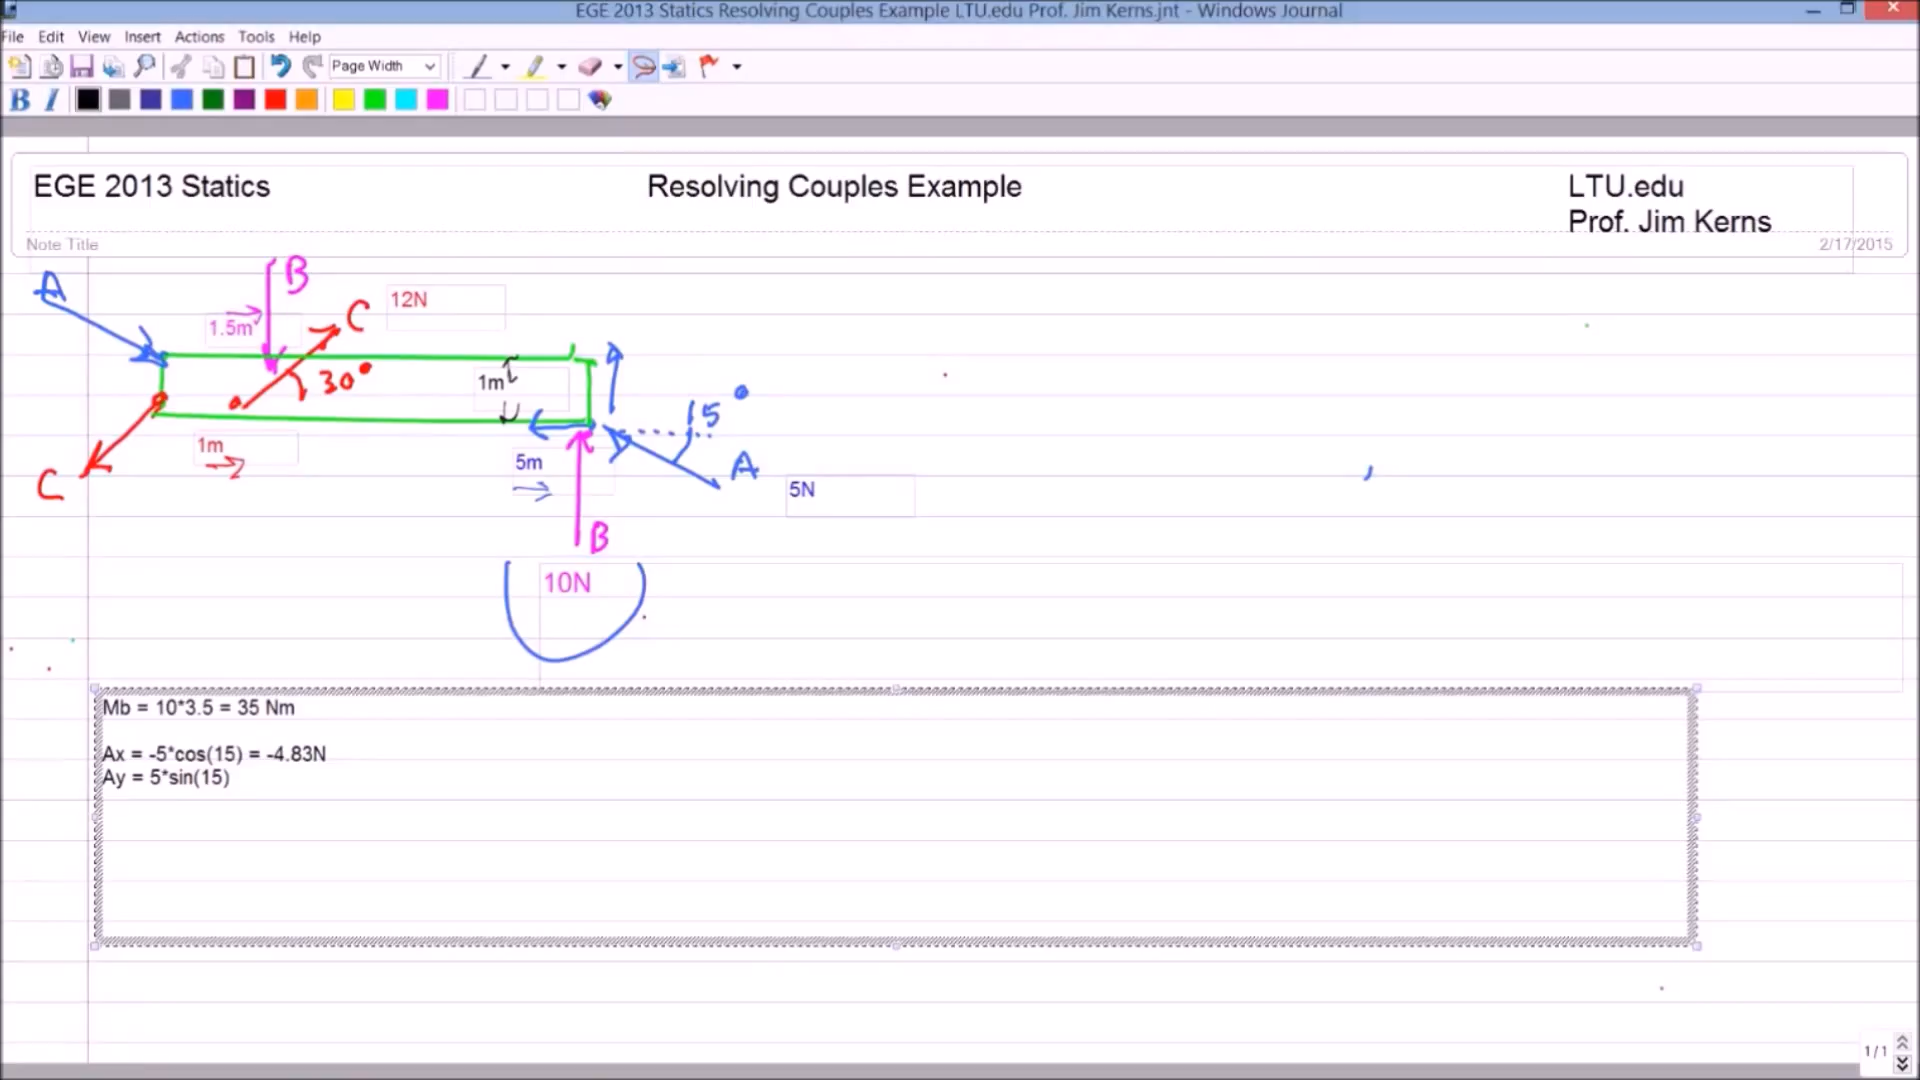 EGE 2013 Statics Resolving Couples Example LTU.edu Prof. Jim Kerns.jnt - Windows Journal
File Edit View Insert Actions Tools Help
Page Width
B I
EGE 2013 Statics Resolving Couples Example LTU.edu
Prof. Jim Kerns
Note Title 2/17/2015
A B
12N
C
1.5m
30°
1m
15°
1m
5m
A
C
5N
B
10N
Mb = 10*3.5 = 35 Nm
Ax = -5*cos(15) = -4.83N
Ay = 5*sin(15)
1/1